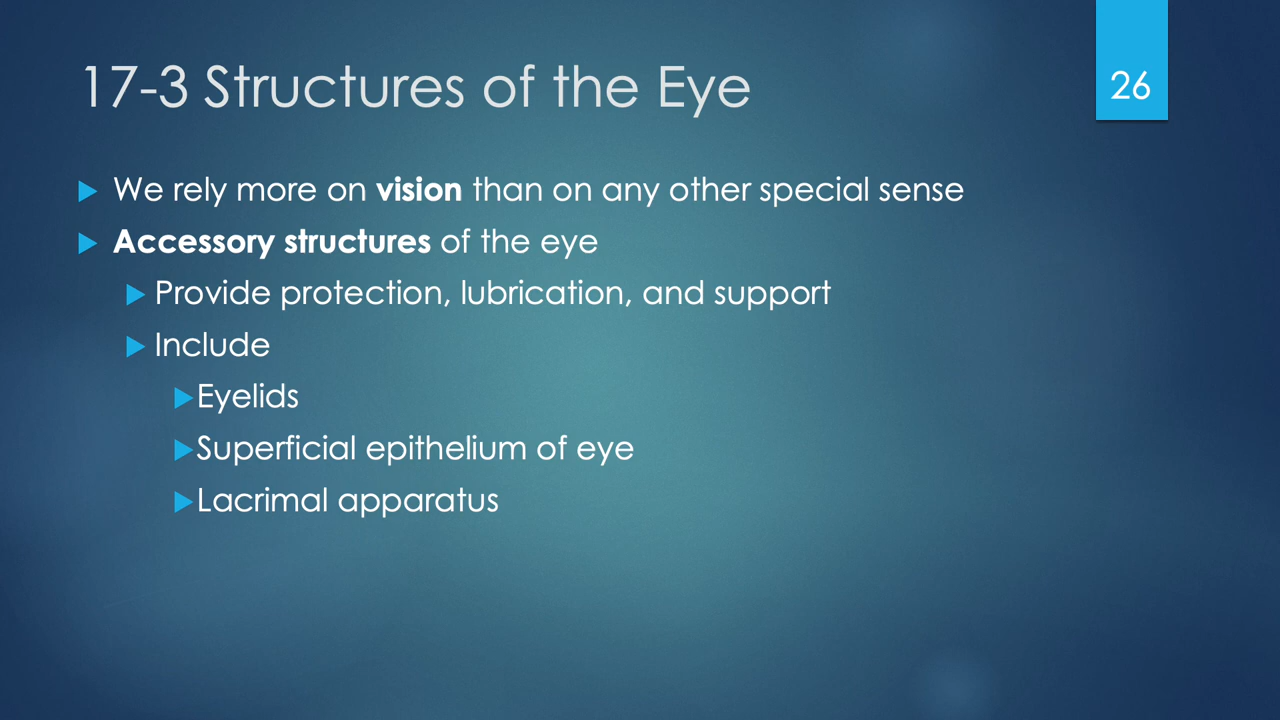 17-3 Structures of the Eye
26
We rely more on vision than on any other special sense
Accessory structures of the eye
Provide protection, lubrication, and support
Include
Eyelids
Superficial epithelium of eye
Lacrimal apparatus